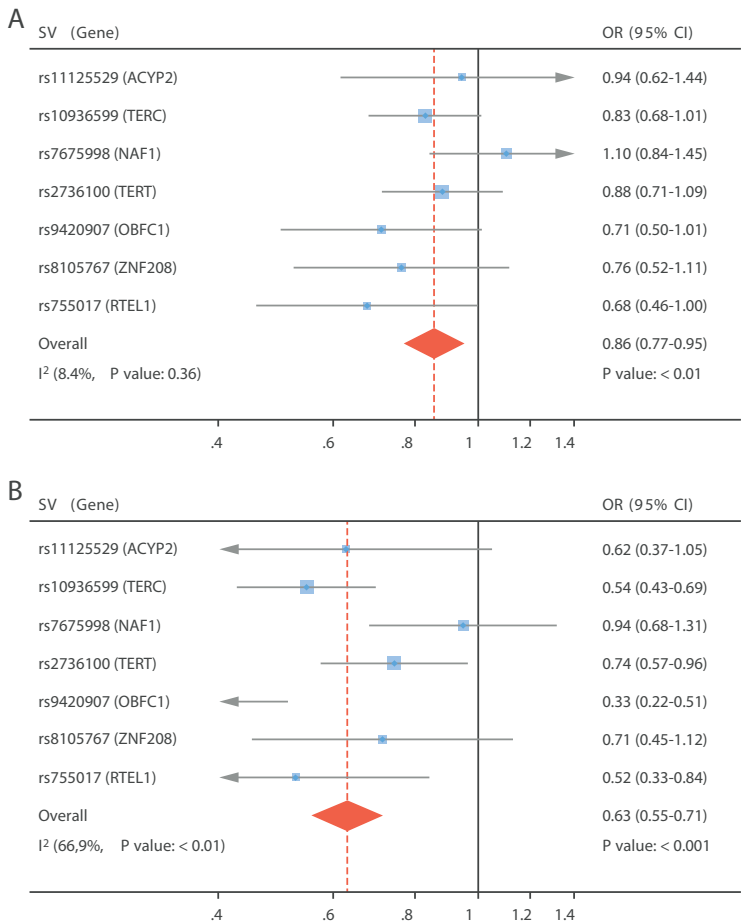 A
SV (Gene) OR (95% CI)
rs11125529 (ACYP2) 0.94 (0.62-1.44)
rs10936599 (TERC) 0.83 (0.68-1.01)
rs7675998 (NAF1) 1.10 (0.84-1.45)
rs2736100 (TERT) 0.88 (0.71-1.09)
rs9420907 (OBFC1) 0.71 (0.50-1.01)
rs8105767 (ZNF208) 0.76 (0.52-1.11)
rs755017 (RTEL1) 0.68 (0.46-1.00)
Overall 0.86 (0.77-0.95)
I² (8.4%, P value: 0.36) P value: < 0.01
.4 .6 .8 1 1.2 1.4
B
SV (Gene) OR (95% CI)
rs11125529 (ACYP2) 0.62 (0.37-1.05)
rs10936599 (TERC) 0.54 (0.43-0.69)
rs7675998 (NAF1) 0.94 (0.68-1.31)
rs2736100 (TERT) 0.74 (0.57-0.96)
rs9420907 (OBFC1) 0.33 (0.22-0.51)
rs8105767 (ZNF208) 0.71 (0.45-1.12)
rs755017 (RTEL1) 0.52 (0.33-0.84)
Overall 0.63 (0.55-0.71)
I² (66,9%, P value: < 0.01) P value: < 0.001
.4 .6 .8 1 1.2 1.4